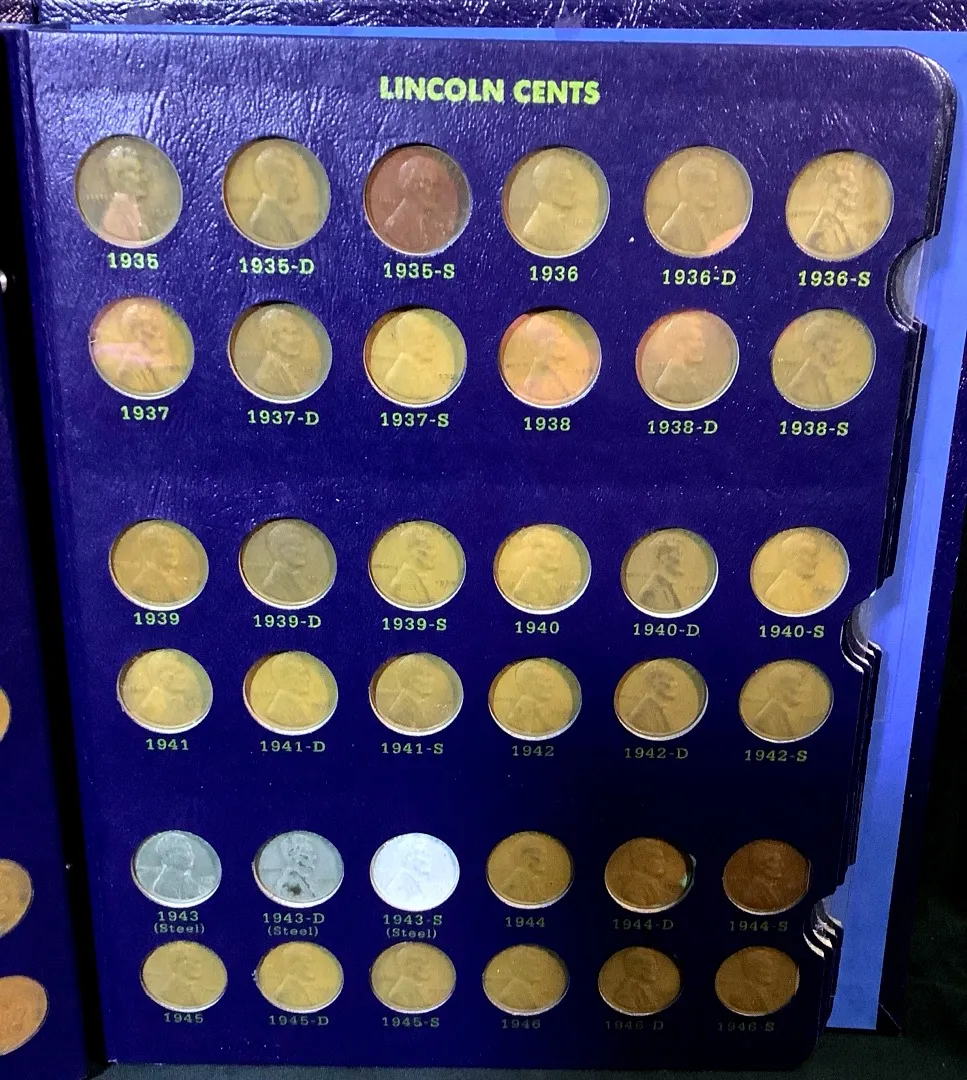 LINCOLN CENTS
1935 1935-D 1935-S 1936 1936-D 1936-S
1937 1937-D 1937-S 1938 1938-D 1938-S
1939 1939-D 1939-S 1940 1940-D 1940-S
1941 1941-D 1941-S 1942 1942-D 1942-S
1943 1943-D 1943-S 1944 1944-D 1944-S
(Steel) (Steel) (Steel)
1945 1945-D 1945-S 1946 1946-D 1946-S